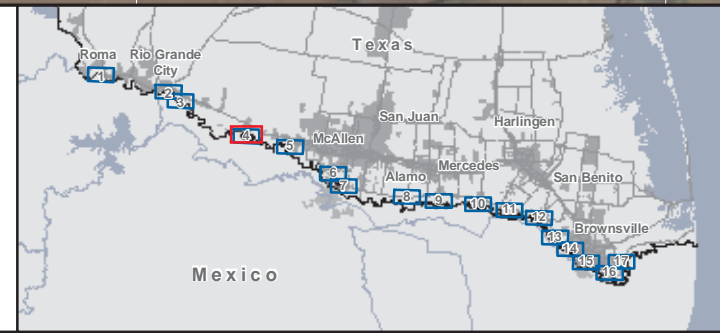 Texas
Roma
Rio Grande
City
1
2
3
4
5
McAllen
San Juan
Harlingen
6
7
Alamo
Mercedes
San Benito
8
9
10
11
12
Brownsville
13
14
15
16
17
Mexico